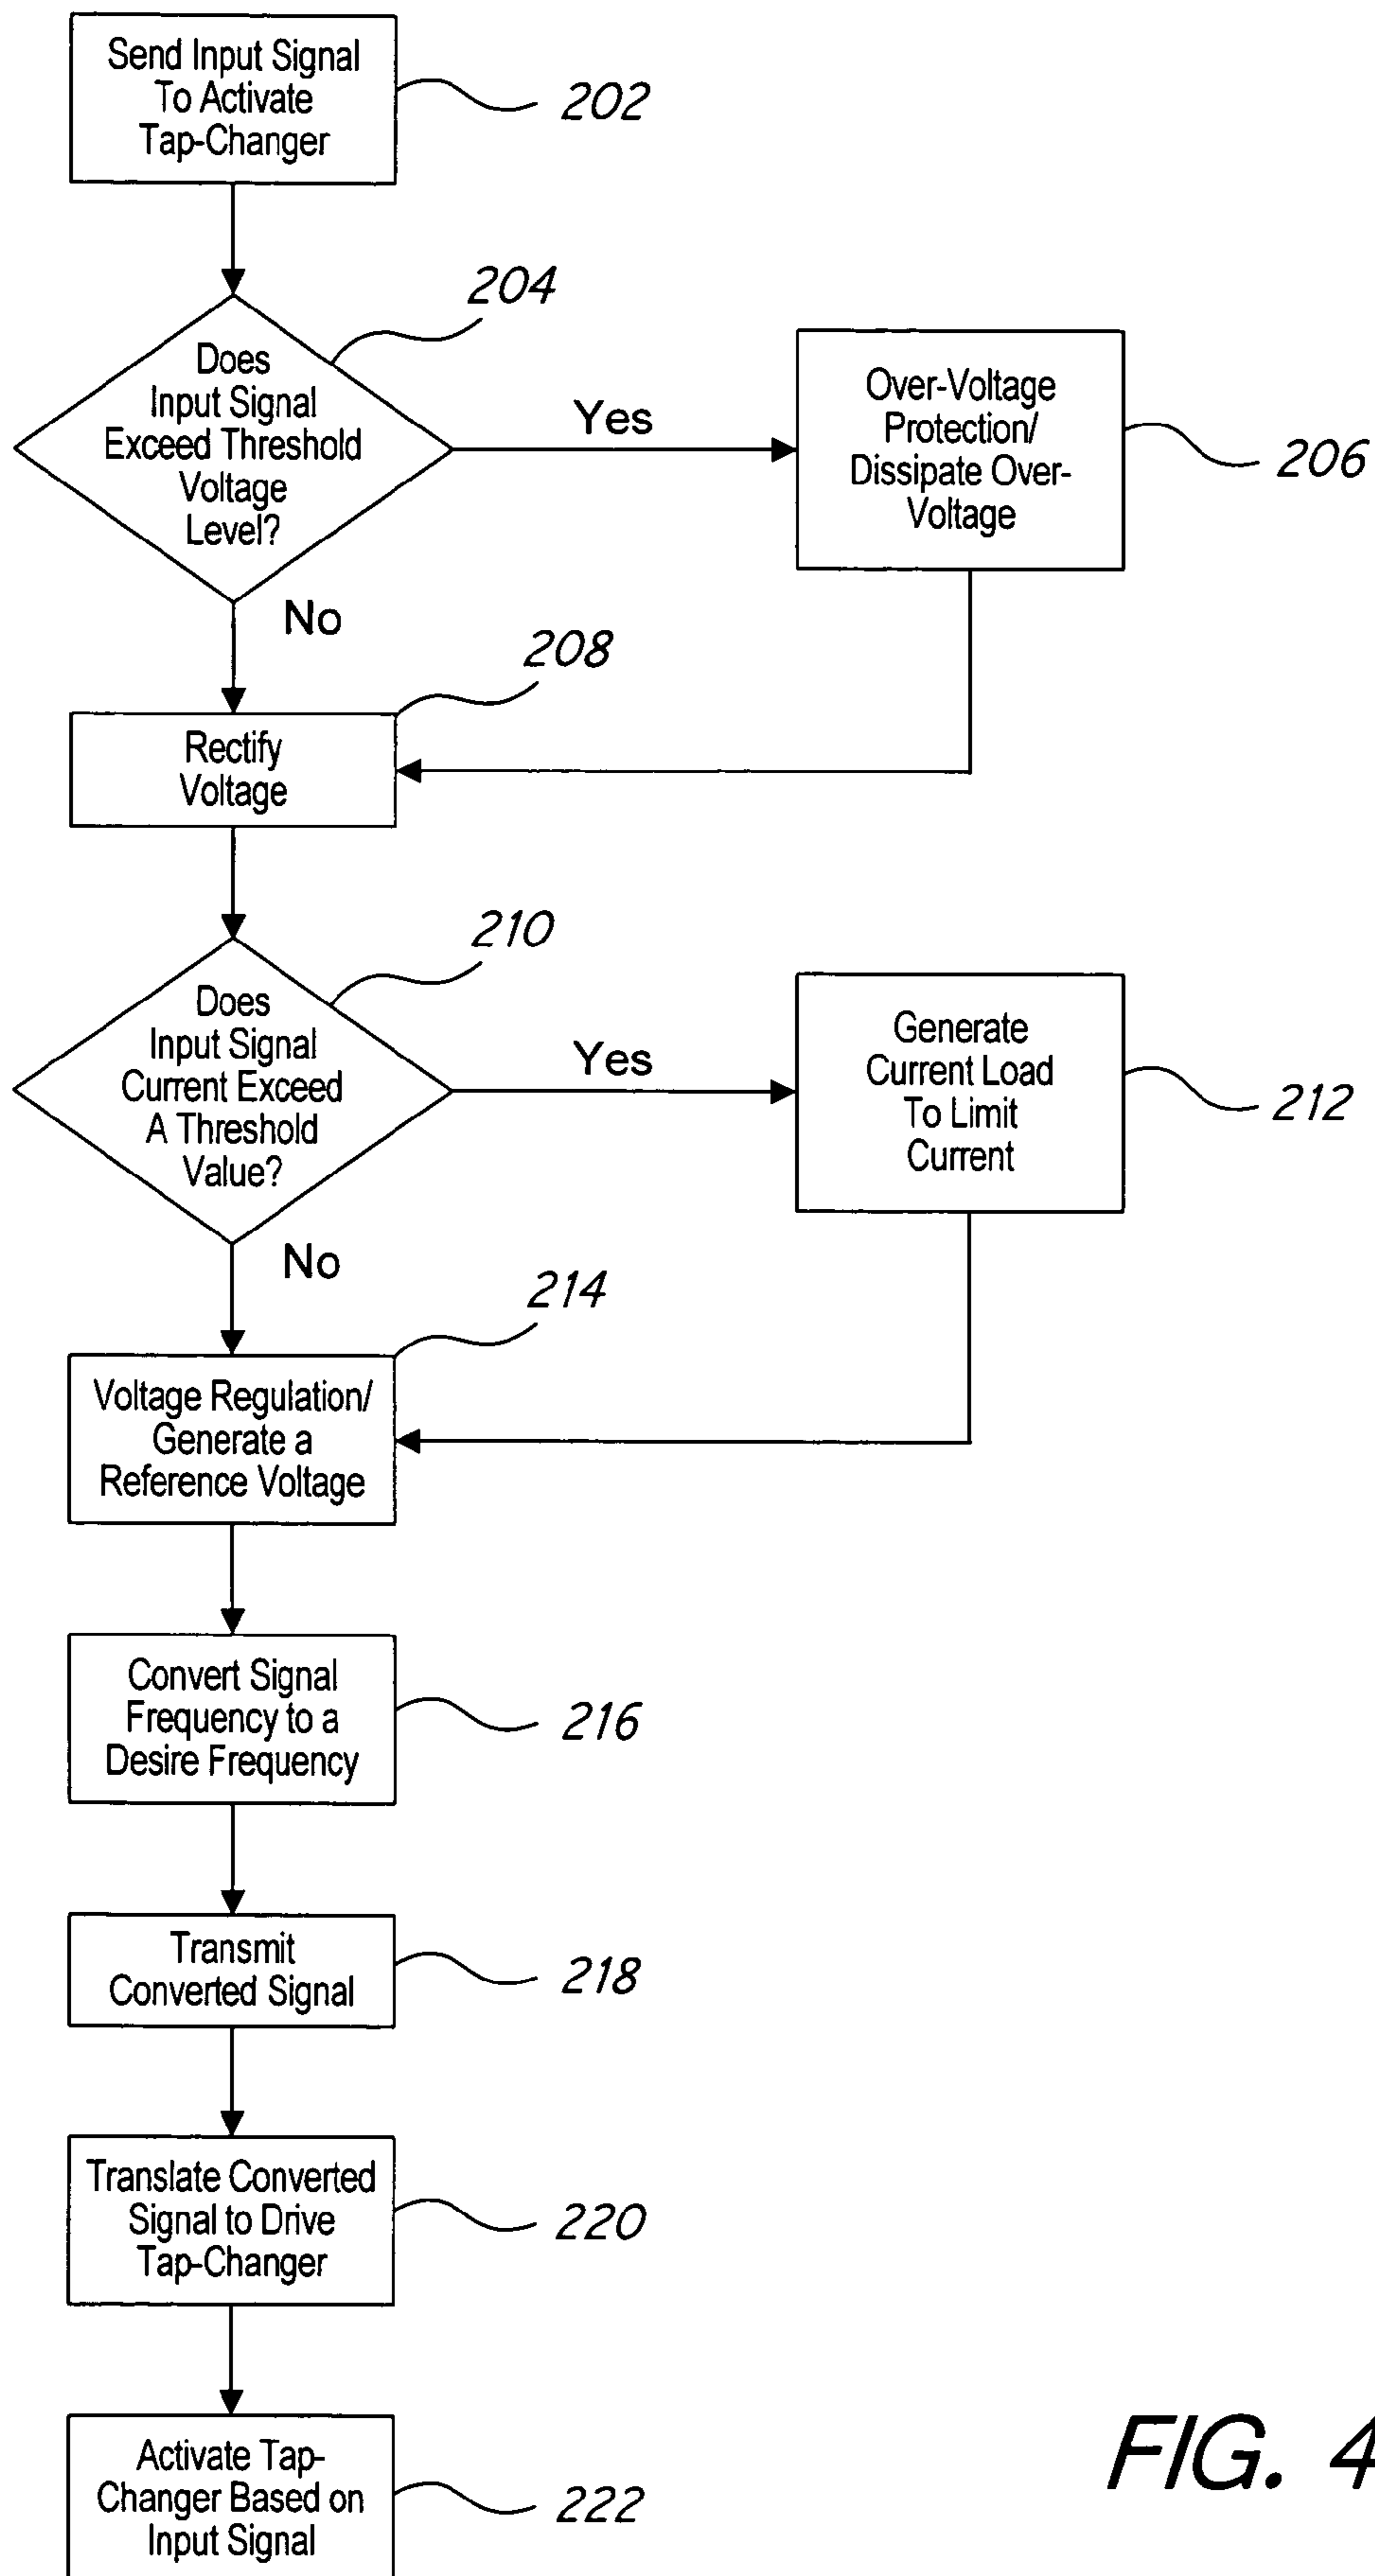 Send Input Signal
To Activate
Tap-Changer
202
204
Does
Input Signal
Exceed Threshold
Voltage
Level?
Yes
Over-Voltage
Protection/
Dissipate Over-
Voltage
206
No
208
Rectify
Voltage
210
Does
Input Signal
Current Exceed
A Threshold
Value?
Yes
Generate
Current Load
To Limit
Current
212
No
214
Voltage Regulation/
Generate a
Reference Voltage
Convert Signal
Frequency to a
Desire Frequency
216
Transmit
Converted Signal
218
Translate Converted
Signal to Drive
Tap-Changer
220
Activate Tap-
Changer Based on
Input Signal
222
FIG. 4